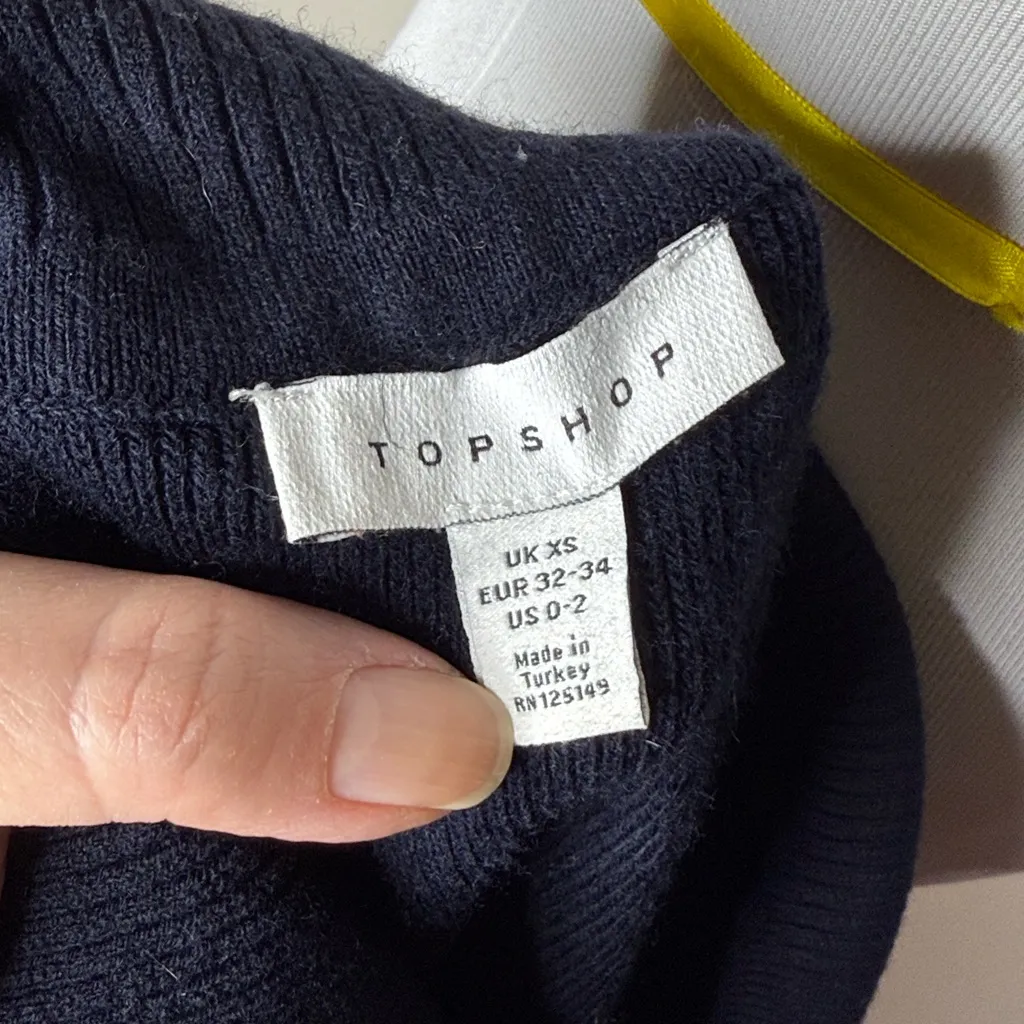 TOPSHOP
UK XS
EUR 32-34
US 0-2
Made in
Turkey
RN125149